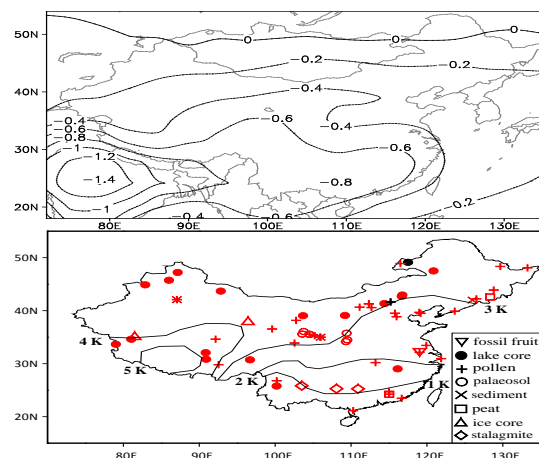 50N
0
0
0
−0.2
−0.2
40N
−0.4
−0.4
−0.6
−0.4
−0.6
−0.8
−1
−0.6
30N
−1.2
−1.4
−0.8
−1
−0.4
−0.6
−0.2
20N
80E
90E
100E
110E
120E
130E
50N
40N
3 K
4 K
30N
5 K
2 K
1K
20N
fossil fruit
lake core
pollen
palaeosol
sediment
peat
ice core
stalagmite
80E
90E
100E
110E
120E
130E